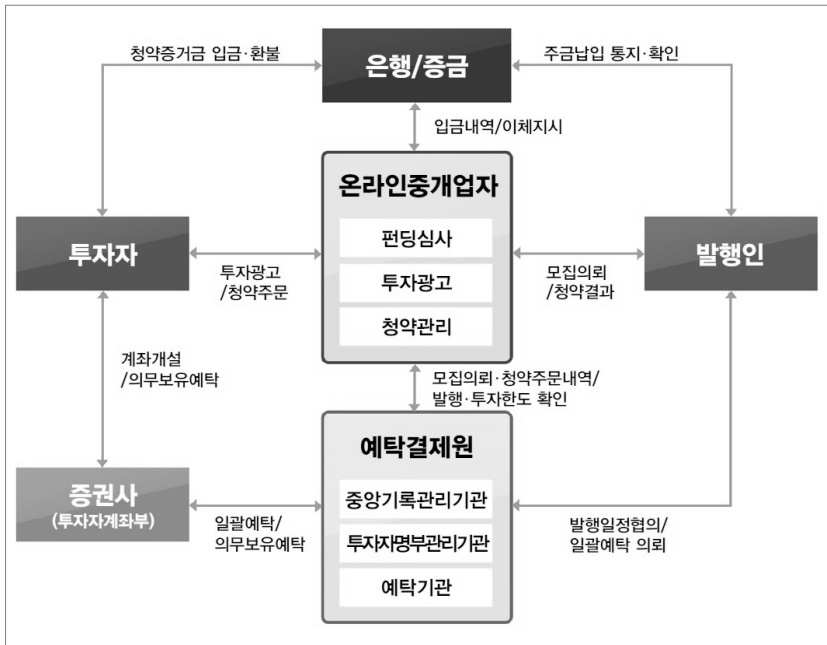 청약증거금 입금·환불
은행/증금
주금납입 통지·확인
입금내역/이체지시
온라인중개업자
펀딩심사
투자광고
청약관리
투자자
투자광고
/청약주문
모집의뢰
/청약결과
발행인
계좌개설
/의무보유예탁
모집의뢰·청약주문내역/
발행·투자한도 확인
예탁결제원
중앙기록관리기관
투자자명부관리기관
예탁기관
증권사
(투자자계좌부)
일괄예탁/
의무보유예탁
발행일정협의/
일괄예탁 의뢰